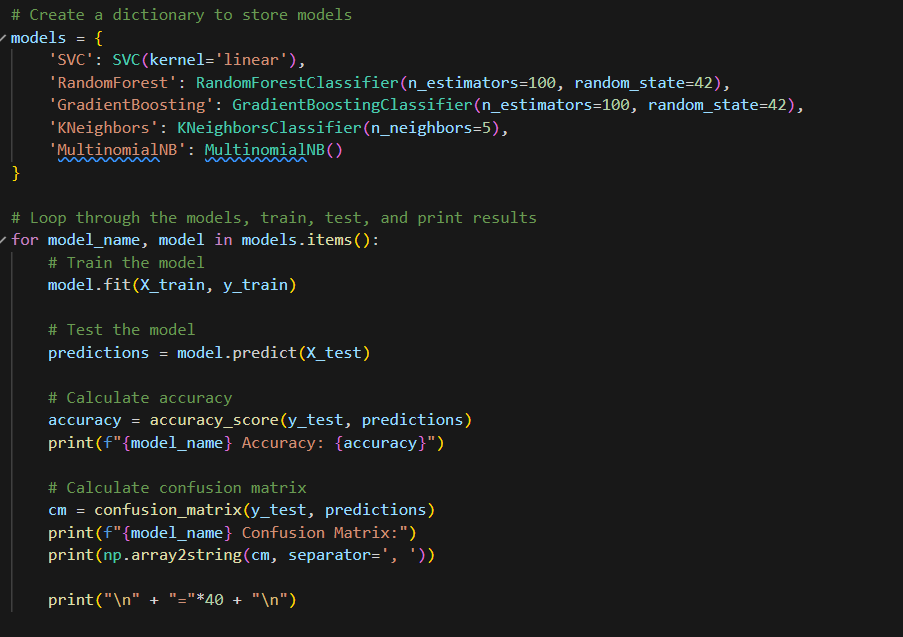 # Create a dictionary to store models
models = {
    'SVC': SVC(kernel='linear'),
    'RandomForest': RandomForestClassifier(n_estimators=100, random_state=42),
    'GradientBoosting': GradientBoostingClassifier(n_estimators=100, random_state=42),
    'KNeighbors': KNeighborsClassifier(n_neighbors=5),
    'MultinomialNB': MultinomialNB()
}
# Loop through the models, train, test, and print results
for model_name, model in models.items():
    # Train the model
    model.fit(X_train, y_train)
    # Test the model
    predictions = model.predict(X_test)
    # Calculate accuracy
    accuracy = accuracy_score(y_test, predictions)
    print(f"{model_name} Accuracy: {accuracy}")
    # Calculate confusion matrix
    cm = confusion_matrix(y_test, predictions)
    print(f"{model_name} Confusion Matrix:")
    print(np.array2string(cm, separator=', '))
    print("\n" + "="*40 + "\n")